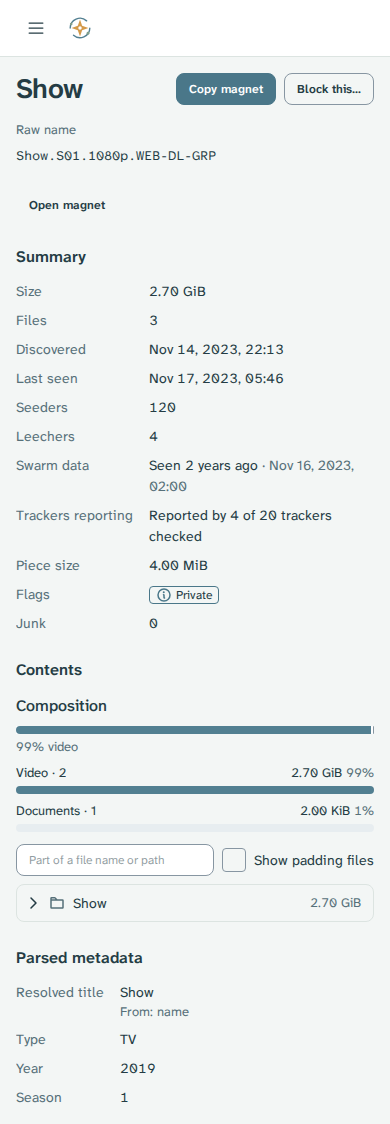 Show
Copy magnet
Block this...
Raw name
Show.S01.1080p.WEB-DL-GRP
Open magnet
Summary
Size 2.70 GiB
Files 3
Discovered Nov 14, 2023, 22:13
Last seen Nov 17, 2023, 05:46
Seeders 120
Leechers 4
Swarm data Seen 2 years ago · Nov 16, 2023,
02:00
Trackers reporting Reported by 4 of 20 trackers
checked
Piece size 4.00 MiB
Flags Private
Junk 0
Contents
Composition
99% video
Video · 2 2.70 GiB 99%
Documents · 1 2.00 KiB 1%
Part of a file name or path Show padding files
Show 2.70 GiB
Parsed metadata
Resolved title Show
From: name
Type TV
Year 2019
Season 1